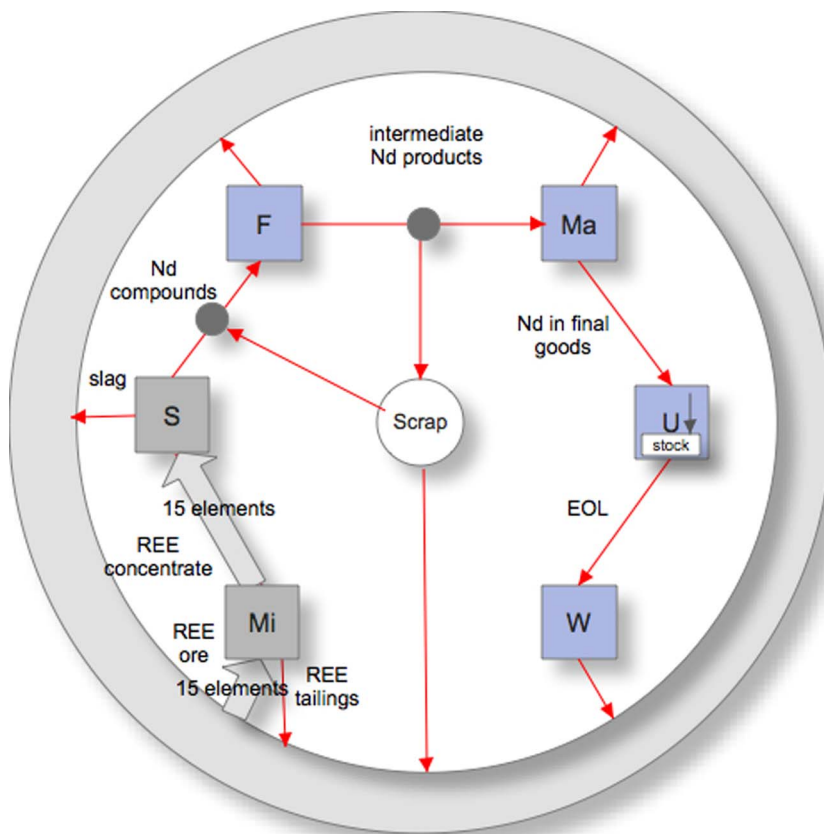 intermediate
Nd products
F
Ma
Nd
compounds
Nd in final
goods
slag
S
Scrap
U
stock
15 elements
EOL
REE
concentrate
Mi
W
REE
ore
15 elements
REE
tailings